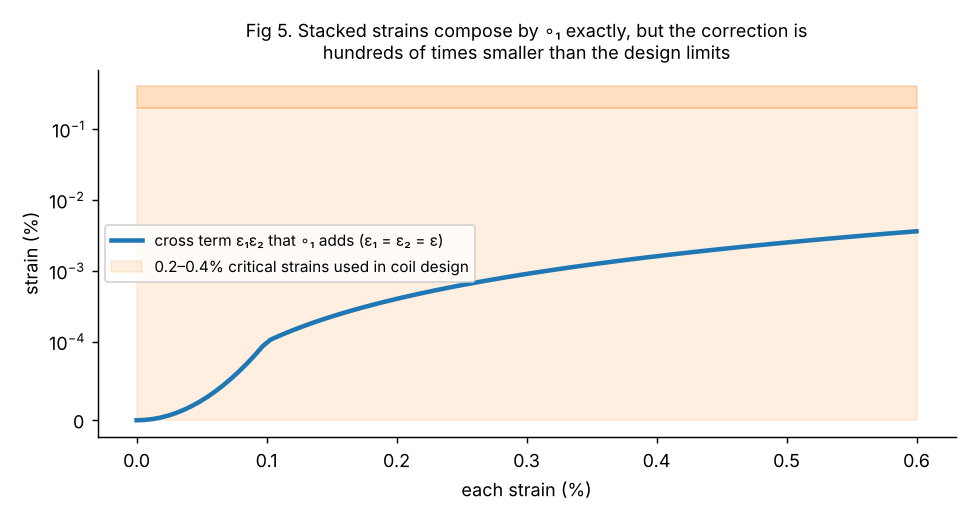 Fig 5. Stacked strains compose by ∘₁ exactly, but the correction is
hundreds of times smaller than the design limits
strain (%)
10⁻¹
10⁻²
10⁻³
10⁻⁴
0
cross term ε₁ε₂ that ∘₁ adds (ε₁ = ε₂ = ε)
0.2–0.4% critical strains used in coil design
0.0 0.1 0.2 0.3 0.4 0.5 0.6
each strain (%)